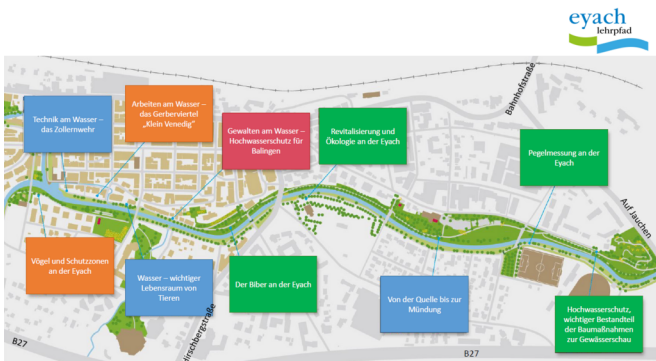 eyach
lehrpfad
Technik am Wasser –
das Zollernwehr
Arbeiten am Wasser –
das Gerberviertel
„Klein Venedig“
Gewalten am Wasser –
Hochwasserschutz für
Balingen
Revitalisierung und
Ökologie an der Eyach
Bahnhofstraße
Pegelmessung an der
Eyach
Auf Jauchen
Vögel und Schutzzonen
an der Eyach
Wasser – wichtiger
Lebensraum von
Tieren
Hirschbergstraße
Der Biber an der Eyach
Von der Quelle bis zur
Mündung
Hochwasserschutz,
wichtiger Bestandteil
der Baumaßnahmen
zur Gewässerschau
B27
B27